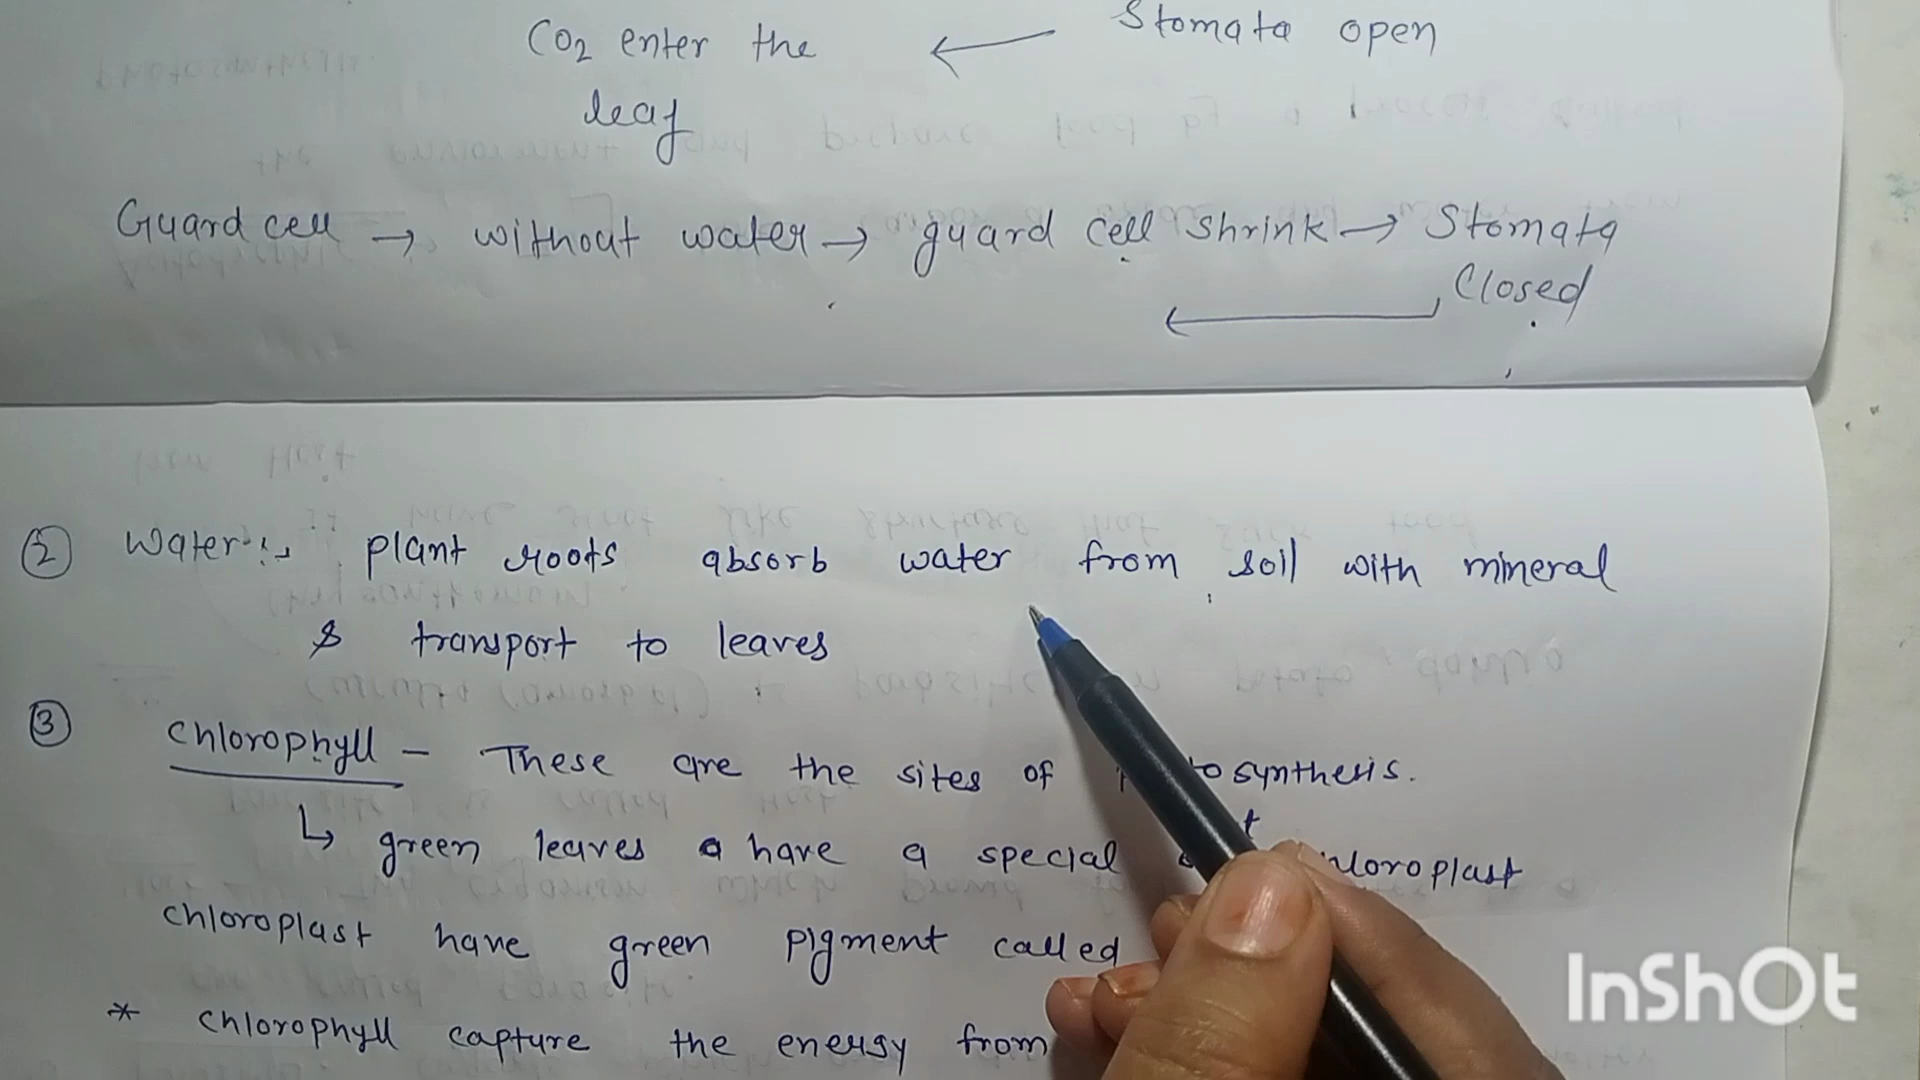 Stomata open
CO2 enter the ←
leaf
Guard cell → without water → guard cell shrink → Stomata
Closed
←
② Water :- plant roots absorb water from soil with mineral
& transport to leaves
③ chlorophyll - These are the sites of synthesis.
↳ green leaves have a special
chloroplast have green pigment called
* chlorophyll capture the energy from
InShOt